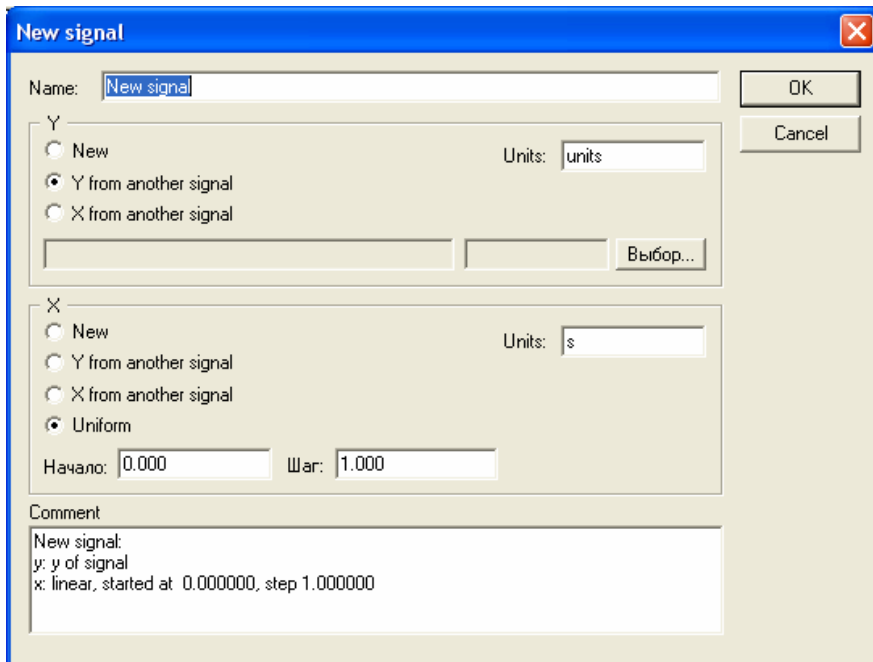 New signal
Name: New signal
OK
Cancel
Y
New
Units: units
Y from another signal
X from another signal
Выбор...
X
New
Units: s
Y from another signal
X from another signal
Uniform
Начало: 0.000 Шаг: 1.000
Comment
New signal:
y: y of signal
x: linear, started at 0.000000, step 1.000000